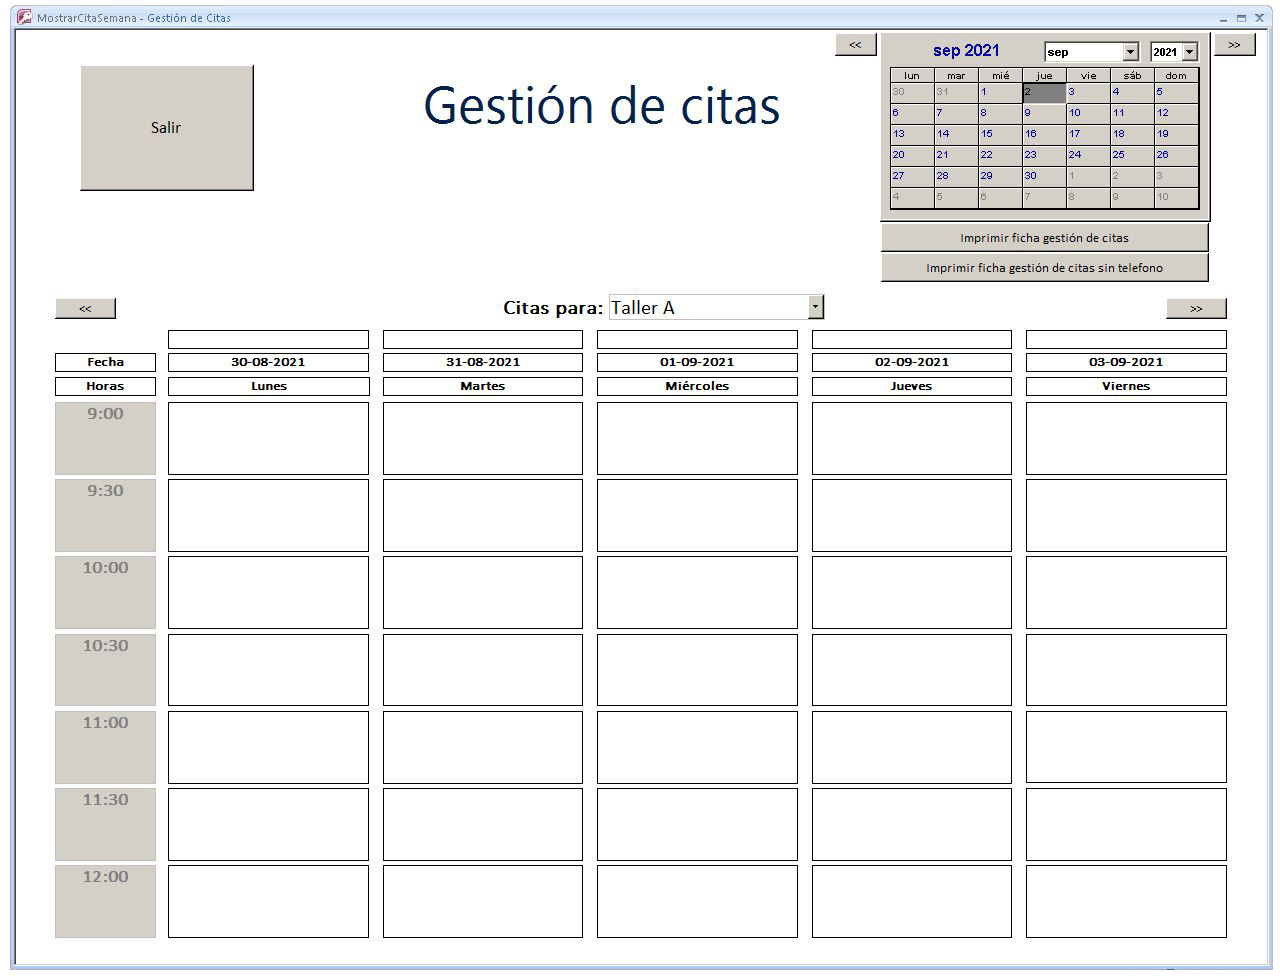 MostrarCitaSemana - Gestión de Citas
<< sep 2021 sep 2021 >>
lun mar mié jue vie sáb dom
30 31 1 2 3 4 5
6 7 8 9 10 11 12
13 14 15 16 17 18 19
20 21 22 23 24 25 26
27 28 29 30 1 2 3
4 5 6 7 8 9 10
Salir
Gestión de citas
Imprimir ficha gestión de citas
Imprimir ficha gestión de citas sin telefono
<< Citas para: Taller A >>
Fecha 30-08-2021 31-08-2021 01-09-2021 02-09-2021 03-09-2021
Horas Lunes Martes Miércoles Jueves Viernes
9:00
9:30
10:00
10:30
11:00
11:30
12:00